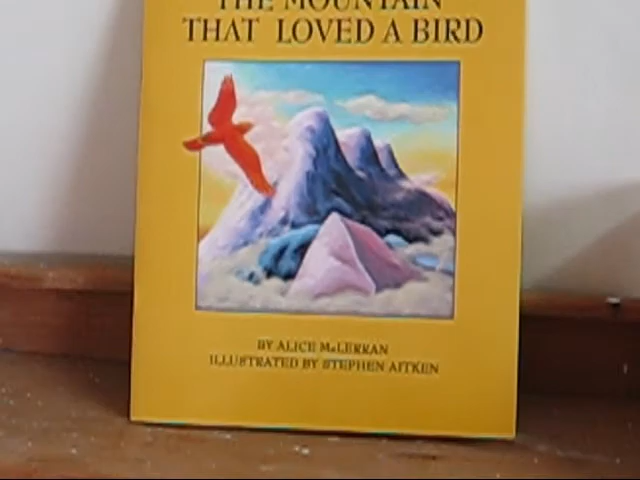 THE MOUNTAIN
THAT LOVED A BIRD
BY ALICE McLERRAN
ILLUSTRATED BY STEPHEN AITKEN